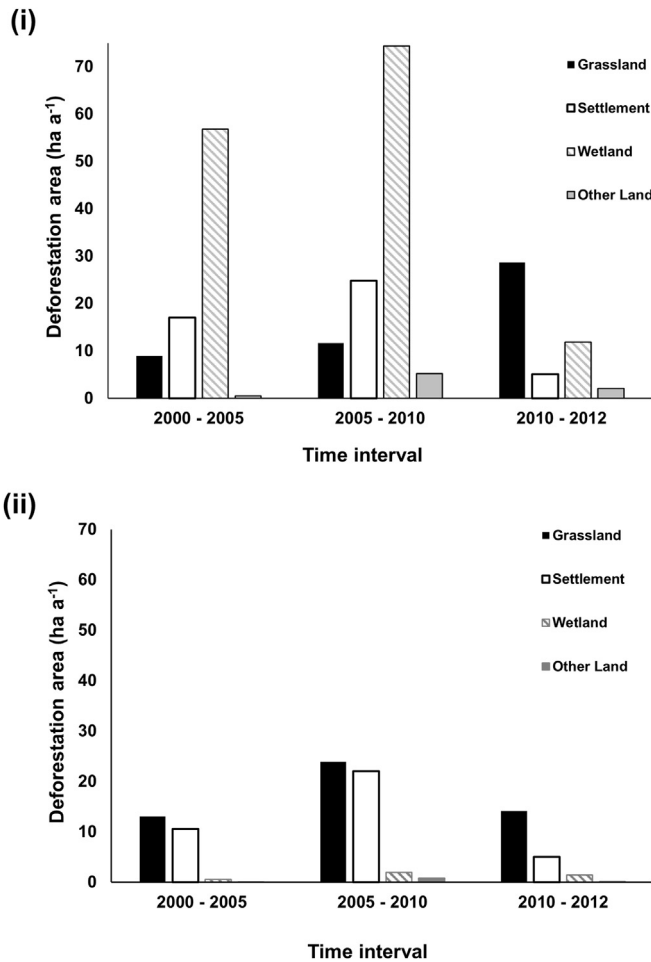 (i)
70
60
50
40
30
20
10
0
Deforestation area (ha a-1)
Grassland
Settlement
Wetland
Other Land
2000 - 2005
2005 - 2010
2010 - 2012
Time interval
(ii)
70
60
50
40
30
20
10
0
Deforestation area (ha a-1)
Grassland
Settlement
Wetland
Other Land
2000 - 2005
2005 - 2010
2010 - 2012
Time interval